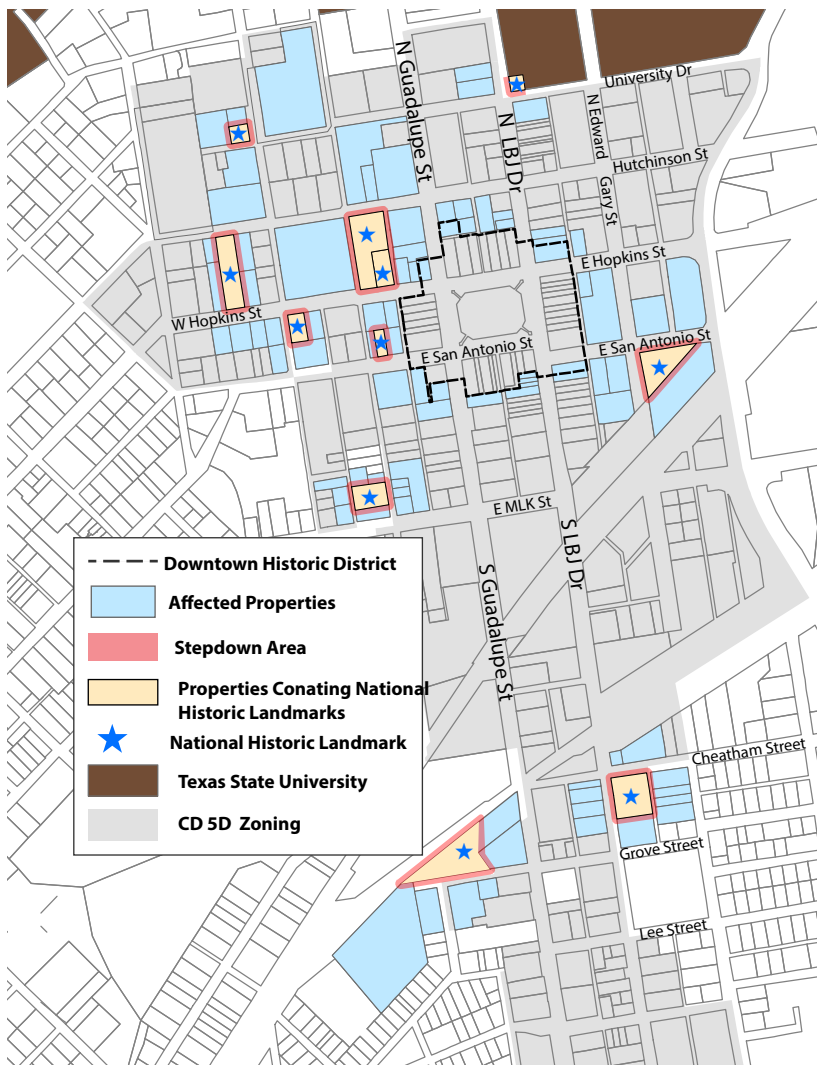 University Dr
N Guadalupe St
N LBJ Dr
N Edward
Gary St
Hutchinson St
E Hopkins St
W Hopkins St
E San Antonio St
E San Antonio St
E MLK St
S LBJ Dr
S Guadalupe St
Downtown Historic District
Affected Properties
Stepdown Area
Properties Conating National
Historic Landmarks
National Historic Landmark
Texas State University
CD 5D Zoning
Cheatham Street
Grove Street
Lee Street